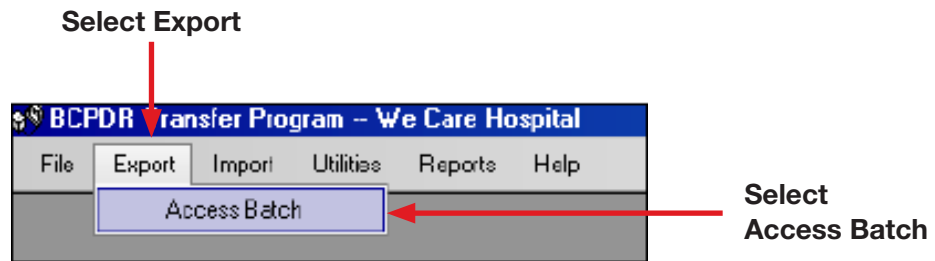 Select Export
BCPDR Transfer Program -- We Care Hospital
File Export Import Utilities Reports Help
Access Batch
Select
Access Batch